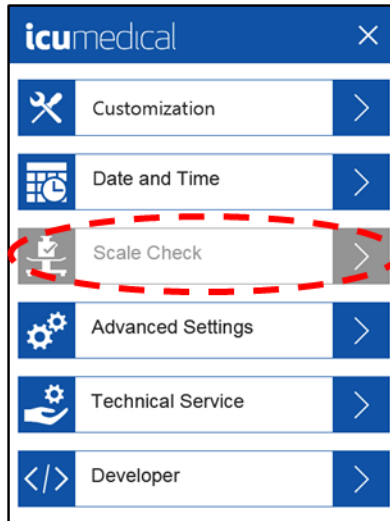 icumedical
Customization
Date and Time
Scale Check
Advanced Settings
Technical Service
Developer